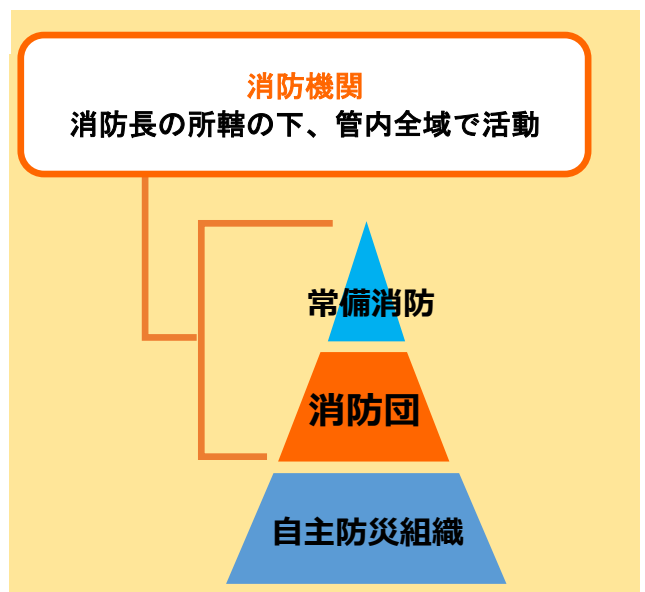 消防機関
消防長の所轄の下、管内全域で活動
常備消防
消防団
自主防災組織